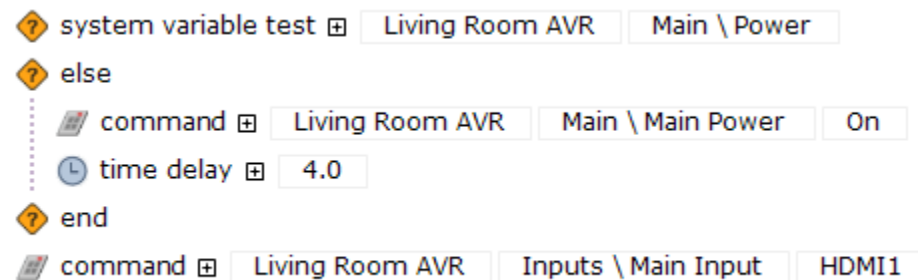 system variable test Living Room AVR Main \ Power
else
command Living Room AVR Main \ Main Power On
time delay 4.0
end
command Living Room AVR Inputs \ Main Input HDMI1